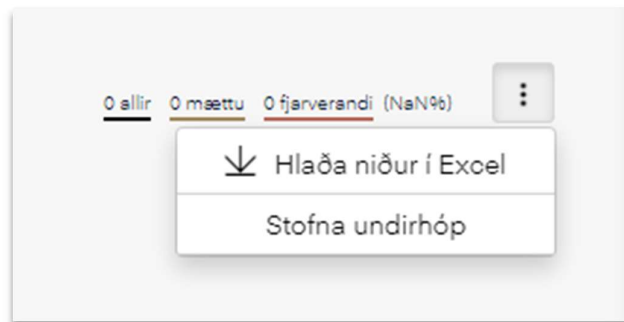 0 allir 0 mættu 0 fjarverandi (NaN%)
Hlaða niður í Excel
Stofna undirhóp